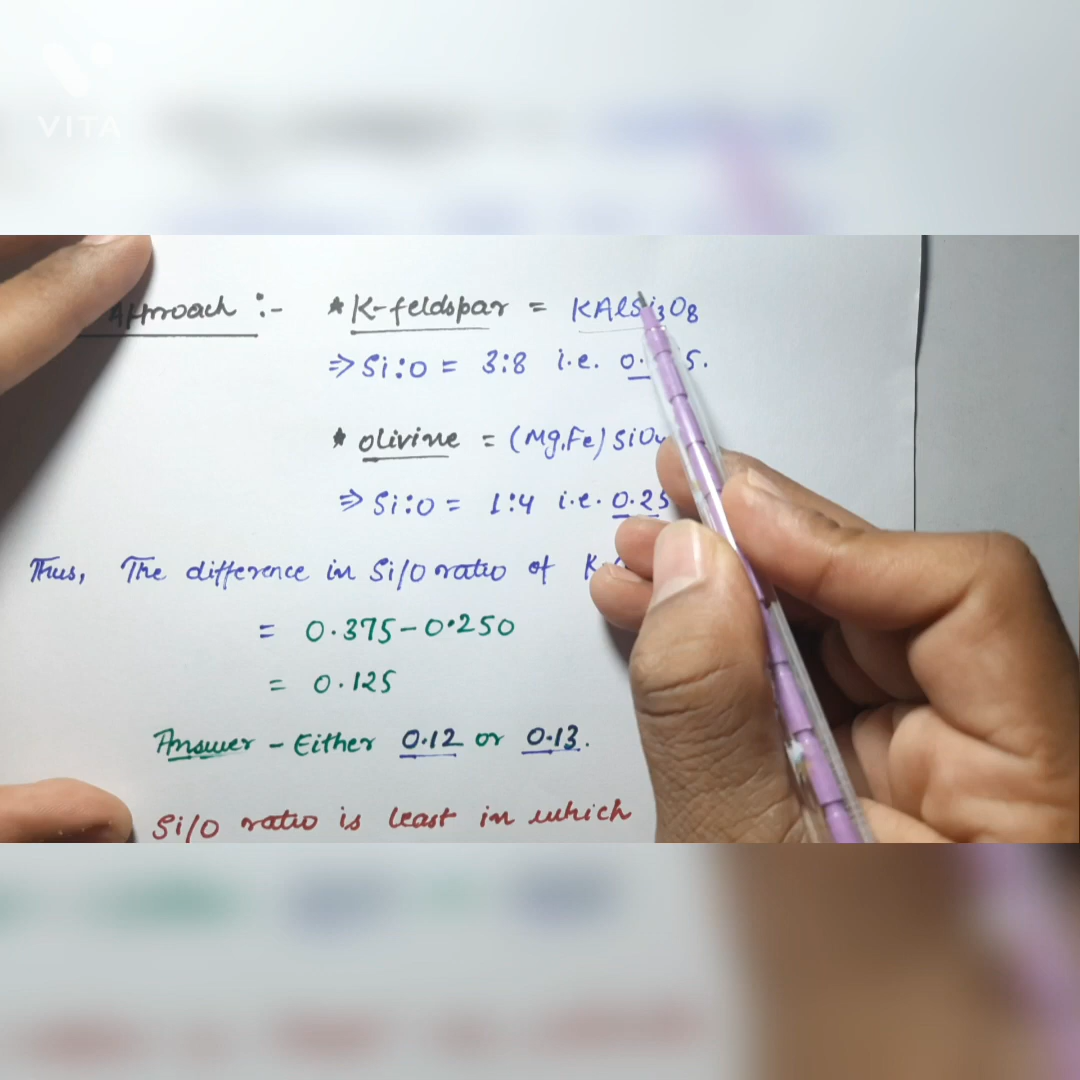 VITA
Approach :- * K-feldspar = KAlSi3O8
⇒ Si:O = 3:8 i.e.
* olivine = (Mg,Fe) SiO4
⇒ Si:O = 1:4 i.e. 0.25
Thus, The difference in Si/O ratio of
= 0.375-0.250
= 0.125
Answer - Either 0.12 or 0.13.
Si/O ratio is least in which